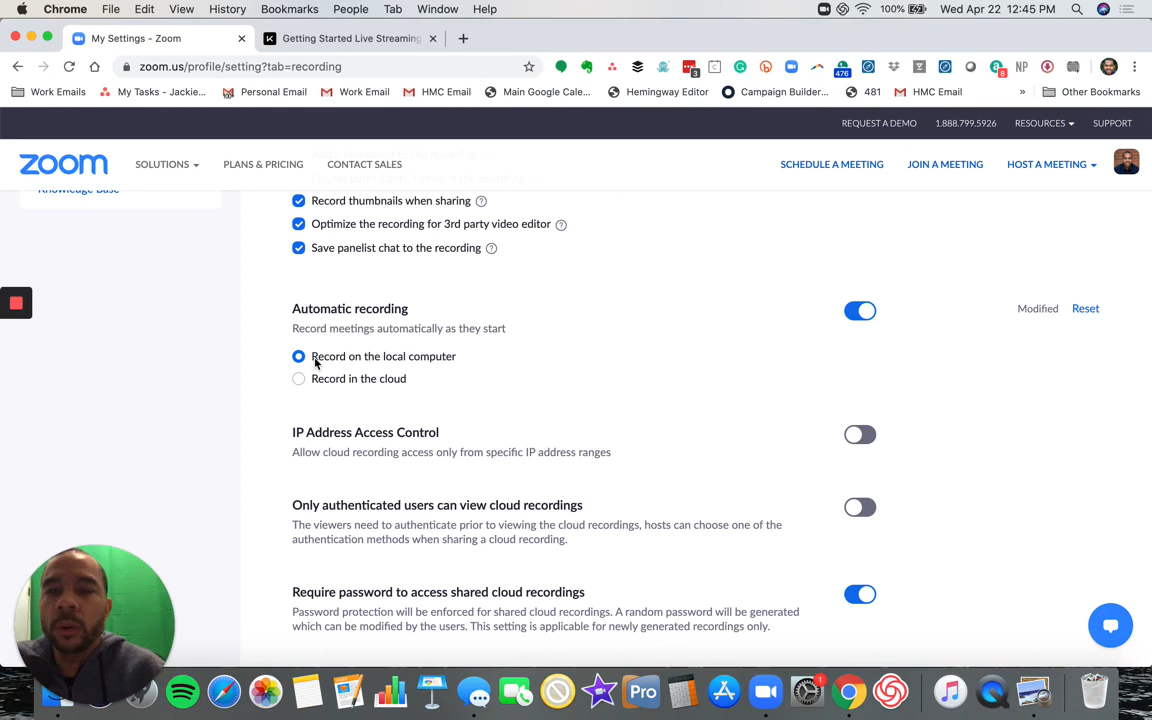 Chrome File Edit View History Bookmarks People Tab Window Help 100% Wed Apr 22 12:45 PM
My Settings - Zoom Getting Started Live Streaming
zoom.us/profile/setting?tab=recording 3 476 8 NP
Work Emails My Tasks - Jackie... Personal Email Work Email HMC Email Main Google Cale... Hemingway Editor Campaign Builder... 481 HMC Email » Other Bookmarks
REQUEST A DEMO 1.888.799.5926 RESOURCES SUPPORT
zoom SOLUTIONS PLANS & PRICING CONTACT SALES SCHEDULE A MEETING JOIN A MEETING HOST A MEETING
Knowledge Base
Record thumbnails when sharing ?
Optimize the recording for 3rd party video editor ?
Save panelist chat to the recording ?
Automatic recording Modified Reset
Record meetings automatically as they start
Record on the local computer
Record in the cloud
IP Address Access Control
Allow cloud recording access only from specific IP address ranges
Only authenticated users can view cloud recordings
The viewers need to authenticate prior to viewing the cloud recordings, hosts can choose one of the
authentication methods when sharing a cloud recording.
Require password to access shared cloud recordings
Password protection will be enforced for shared cloud recordings. A random password will be generated
which can be modified by the users. This setting is applicable for newly generated recordings only.
Pro 1